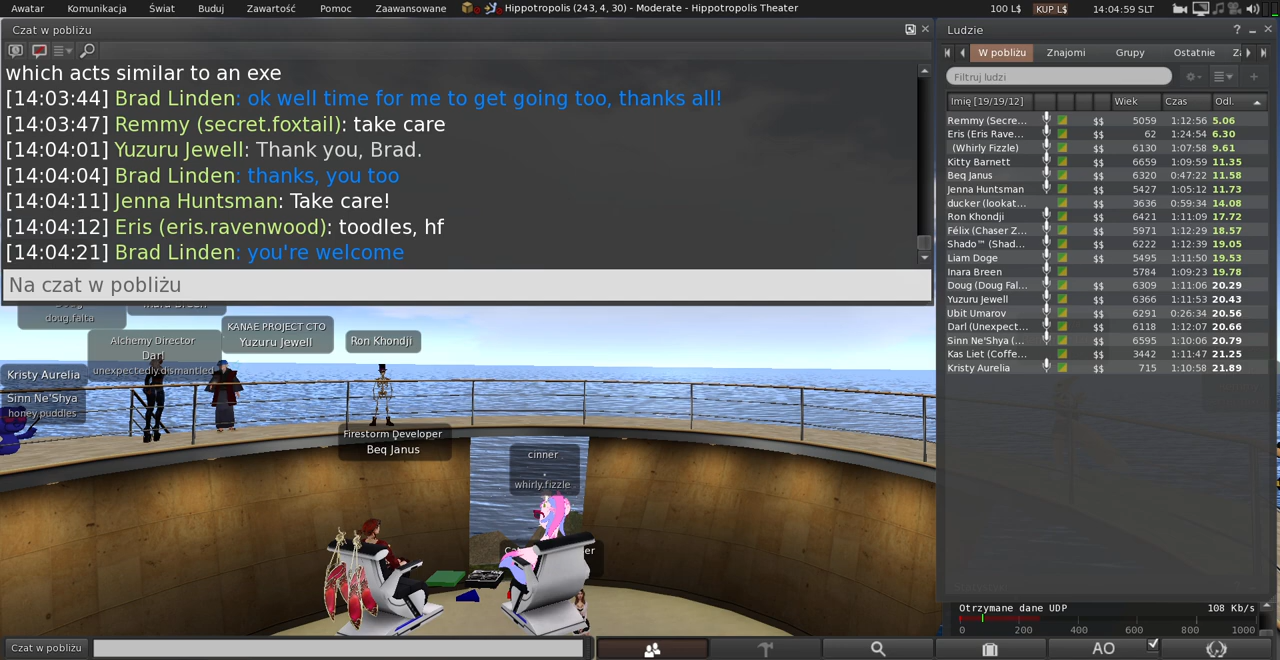 Awatar Komunikacja Świat Buduj Zawartość Pomoc Zaawansowane Hippotropolis (243, 4, 30) - Moderate - Hippotropolis Theater 100 L$ KUP L$ 14:04:59 SLT
Czat w pobliżu
which acts similar to an exe
[14:03:44] Brad Linden: ok well time for me to get going too, thanks all!
[14:03:47] Remmy (secret.foxtail): take care
[14:04:01] Yuzuru Jewell: Thank you, Brad.
[14:04:04] Brad Linden: thanks, you too
[14:04:11] Jenna Huntsman: Take care!
[14:04:12] Eris (eris.ravenwood): toodles, hf
[14:04:21] Brad Linden: you're welcome
Na czat w pobliżu
doug.falta
KANAE PROJECT CTO
Yuzuru Jewell
Ron Khondji
Alchemy Director
Darl
unexpectedly.dismantled
Kristy Aurelia
Sinn Ne'Shya
honey.puddles
Firestorm Developer
Beq Janus
cinner
.
whirly.fizzle
Ludzie
W pobliżu Znajomi Grupy Ostatnie
Filtruj ludzi
Imię [19/19/12] Wiek Czas Odl.
Remmy (Secre... $$ 5059 1:12:56 5.06
Eris (Eris Rave... $$ 62 1:24:54 6.30
(Whirly Fizzle) $$ 6130 1:07:58 9.61
Kitty Barnett $$ 6659 1:09:59 11.35
Beq Janus $$ 6320 0:47:22 11.58
Jenna Huntsman $$ 5427 1:05:12 11.73
ducker (lookat... $$ 3636 0:59:34 14.08
Ron Khondji $$ 6421 1:11:09 17.72
Félix (Chaser Z... $$ 5971 1:12:29 18.57
Shado™ (Shad... $$ 6222 1:12:39 19.05
Liam Doge $$ 5495 1:11:50 19.53
Inara Breen 5784 1:09:23 19.78
Doug (Doug Fal... $$ 6309 1:11:06 20.29
Yuzuru Jewell $$ 6366 1:11:53 20.43
Ubit Umarov $$ 6291 0:26:34 20.56
Darl (Unexpect... $$ 6118 1:12:07 20.66
Sinn Ne'Shya (... $$ 6595 1:10:06 20.79
Kas Liet (Coffe... $$ 3442 1:11:47 21.25
Kristy Aurelia $$ 715 1:10:58 21.89
Otrzymane dane UDP 108 Kb/s
0 200 400 600 800 1000
Czat w pobliżu
AO